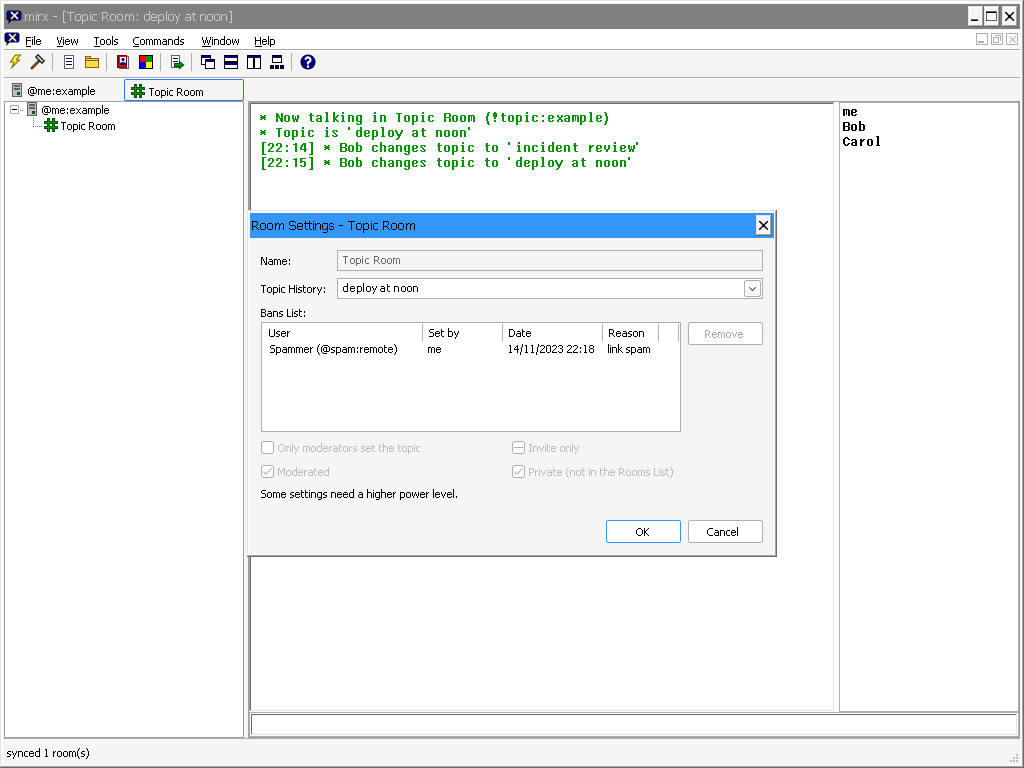 mirx - [Topic Room: deploy at noon]
File View Tools Commands Window Help
@me:example Topic Room
@me:example
Topic Room
* Now talking in Topic Room (!topic:example)
* Topic is 'deploy at noon'
[22:14] * Bob changes topic to 'incident review'
[22:15] * Bob changes topic to 'deploy at noon'
me
Bob
Carol
Room Settings - Topic Room
Name: Topic Room
Topic History: deploy at noon
Bans List:
User Set by Date Reason
Spammer (@spam:remote) me 14/11/2023 22:18 link spam
Remove
Only moderators set the topic Invite only
Moderated Private (not in the Rooms List)
Some settings need a higher power level.
OK Cancel
synced 1 room(s)